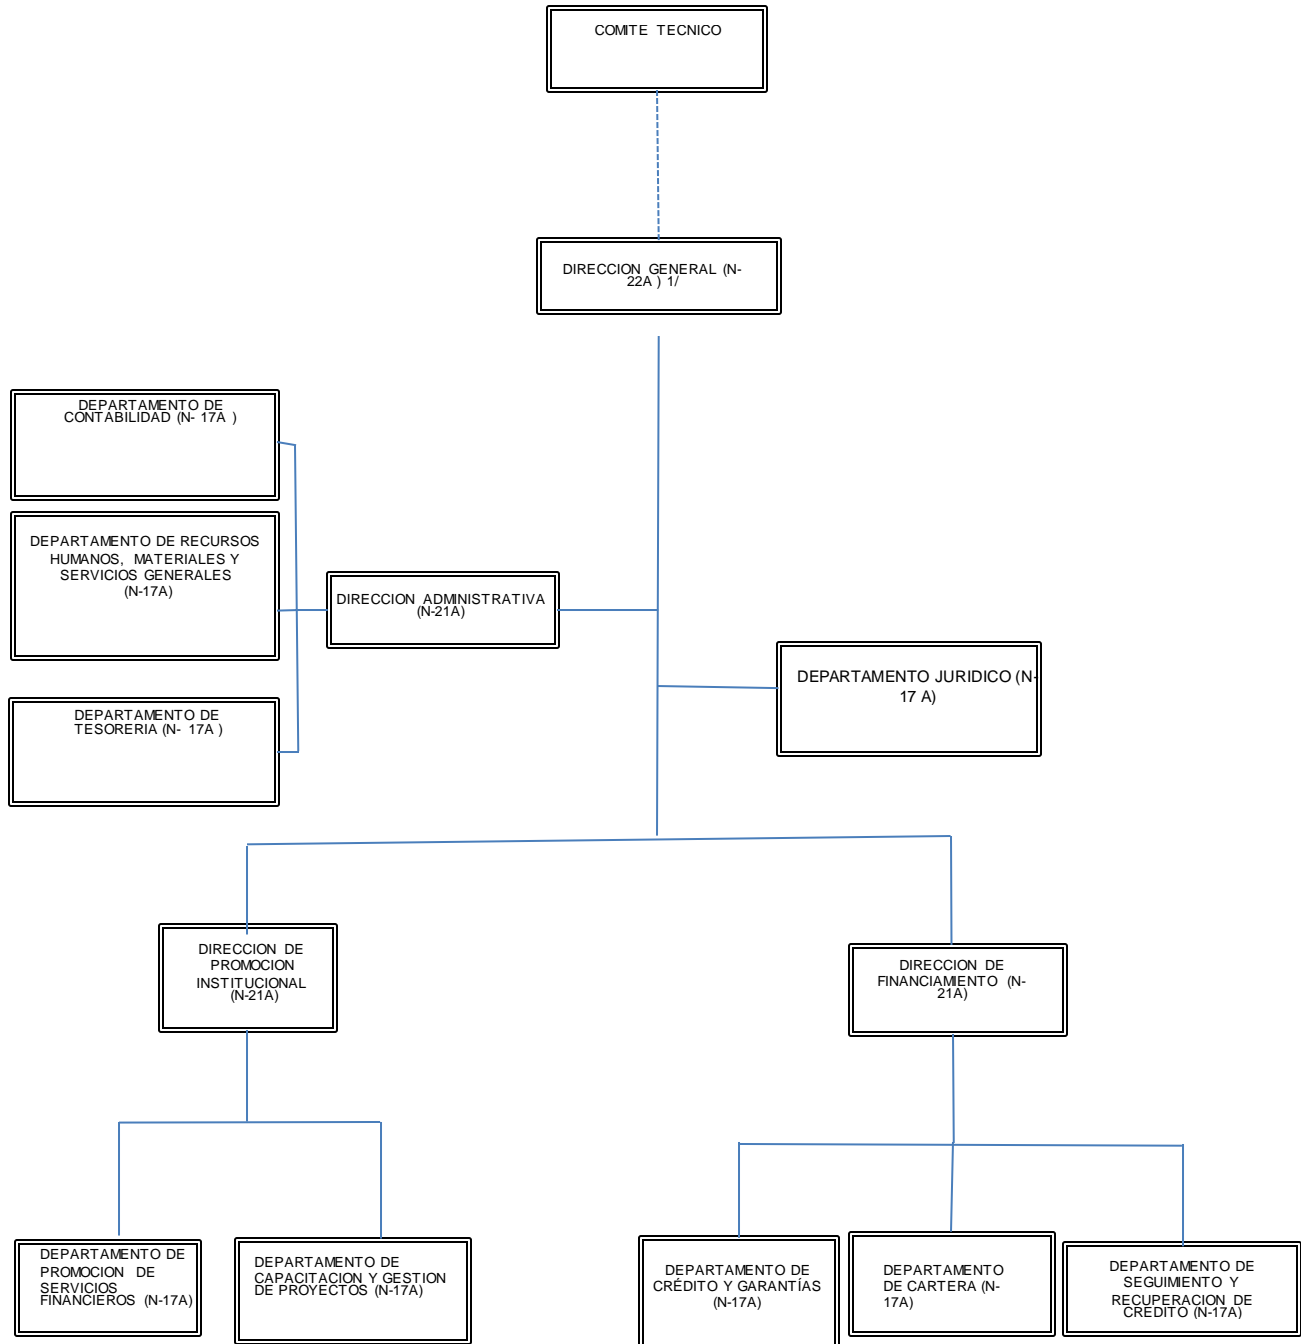 COMITE TECNICO
DIRECCION GENERAL (N-
22A ) 1/
DEPARTAMENTO DE
CONTABILIDAD (N- 17A )
DEPARTAMENTO DE RECURSOS
HUMANOS, MATERIALES Y
SERVICIOS GENERALES
(N-17A)
DIRECCION ADMINISTRATIVA
(N-21A)
DEPARTAMENTO JURIDICO (N-
17 A)
DEPARTAMENTO DE
TESORERIA (N- 17A )
DIRECCION DE
PROMOCION
INSTITUCIONAL
(N-21A)
DIRECCION DE
FINANCIAMIENTO (N-
21A)
DEPARTAMENTO DE
PROMOCION DE
SERVICIOS
FINANCIEROS (N-17A)
DEPARTAMENTO DE
CAPACITACION Y GESTION
DE PROYECTOS (N-17A)
DEPARTAMENTO DE
CRÉDITO Y GARANTÍAS
(N-17A)
DEPARTAMENTO
DE CARTERA (N-
17A)
DEPARTAMENTO DE
SEGUIMIENTO Y
RECUPERACION DE
CREDITO (N-17A)